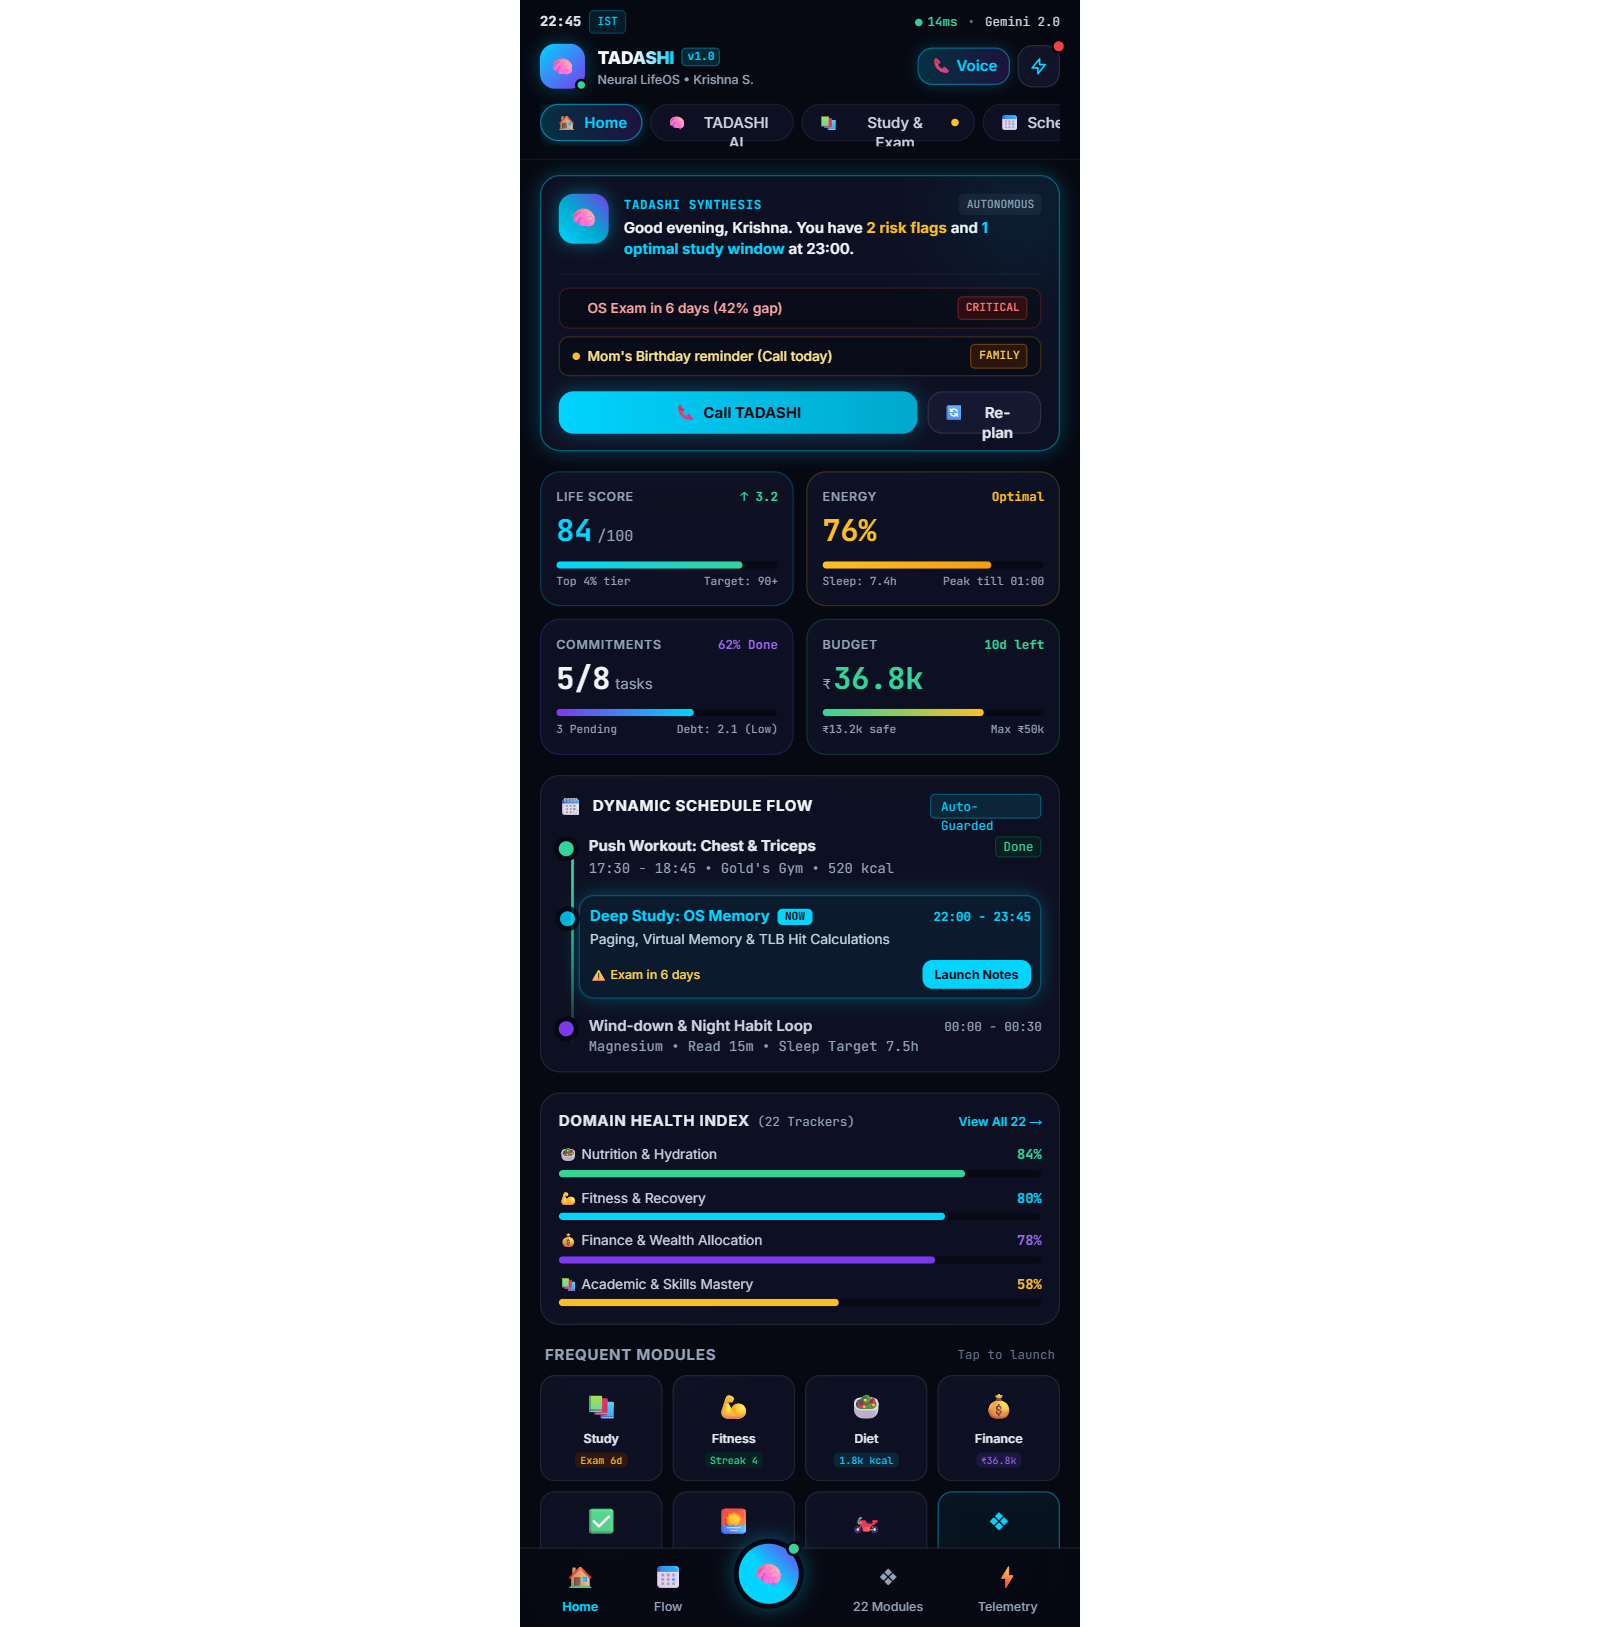 22:45 IST 14ms • Gemini 2.0
TADASHI v1.0
Neural LifeOS • Krishna S.
Voice
Home
TADASHI
AI
Study &
Exam
Sche
TADASHI SYNTHESIS AUTONOMOUS
Good evening, Krishna. You have 2 risk flags and 1
optimal study window at 23:00.
OS Exam in 6 days (42% gap) CRITICAL
Mom's Birthday reminder (Call today) FAMILY
Call TADASHI
Re-
plan
LIFE SCORE ↑ 3.2
84 /100
Top 4% tier Target: 90+
ENERGY Optimal
76%
Sleep: 7.4h Peak till 01:00
COMMITMENTS 62% Done
5/8 tasks
3 Pending Debt: 2.1 (Low)
BUDGET 10d left
₹36.8k
₹13.2k safe Max ₹50k
DYNAMIC SCHEDULE FLOW
Auto-
Guarded
Push Workout: Chest & Triceps Done
17:30 - 18:45 • Gold's Gym • 520 kcal
Deep Study: OS Memory NOW 22:00 - 23:45
Paging, Virtual Memory & TLB Hit Calculations
Exam in 6 days Launch Notes
Wind-down & Night Habit Loop 00:00 - 00:30
Magnesium • Read 15m • Sleep Target 7.5h
DOMAIN HEALTH INDEX (22 Trackers) View All 22 →
Nutrition & Hydration 84%
Fitness & Recovery 80%
Finance & Wealth Allocation 78%
Academic & Skills Mastery 58%
FREQUENT MODULES Tap to launch
Study
Exam 6d
Fitness
Streak 4
Diet
1.8k kcal
Finance
₹36.8k
Home Flow 22 Modules Telemetry